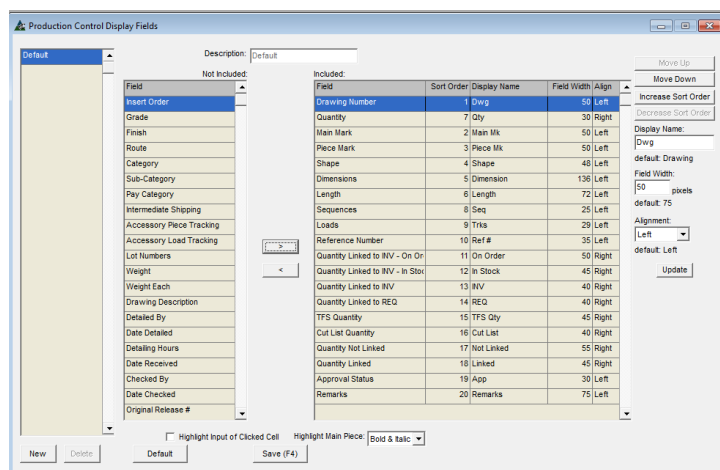 Production Control Display Fields
Default
Description: Default
Not Included:
Field
Insert Order
Grade
Finish
Route
Category
Sub-Category
Pay Category
Intermediate Shipping
Accessory Piece Tracking
Accessory Load Tracking
Lot Numbers
Weight
Weight Each
Drawing Description
Detailed By
Date Detailed
Detailing Hours
Date Received
Checked By
Date Checked
Original Release #
>
<
Included:
Field Sort Order Display Name Field Width Align
Drawing Number 1 Dwg 50 Left
Quantity 7 Qty 30 Right
Main Mark 2 Main Mk 50 Left
Piece Mark 3 Piece Mk 50 Left
Shape 4 Shape 48 Left
Dimensions 5 Dimension 136 Left
Length 6 Length 72 Left
Sequences 8 Seq 25 Left
Loads 9 Trks 29 Left
Reference Number 10 Ref # 35 Left
Quantity Linked to INV - On Or 11 On Order 50 Right
Quantity Linked to INV - In Stoc 12 In Stock 45 Right
Quantity Linked to INV 13 INV 40 Right
Quantity Linked to REQ 14 REQ 40 Right
TFS Quantity 15 TFS Qty 45 Right
Cut List Quantity 16 Cut List 40 Right
Quantity Not Linked 17 Not Linked 55 Right
Quantity Linked 18 Linked 45 Right
Approval Status 19 App 30 Left
Remarks 20 Remarks 75 Left
Move Up
Move Down
Increase Sort Order
Decrease Sort Order
Display Name:
Dwg
default: Drawing
Field Width:
50 pixels
default: 75
Alignment:
Left
default: Left
Update
Highlight Input of Clicked Cell Highlight Main Piece: Bold & Italic
New Delete Default Save (F4)